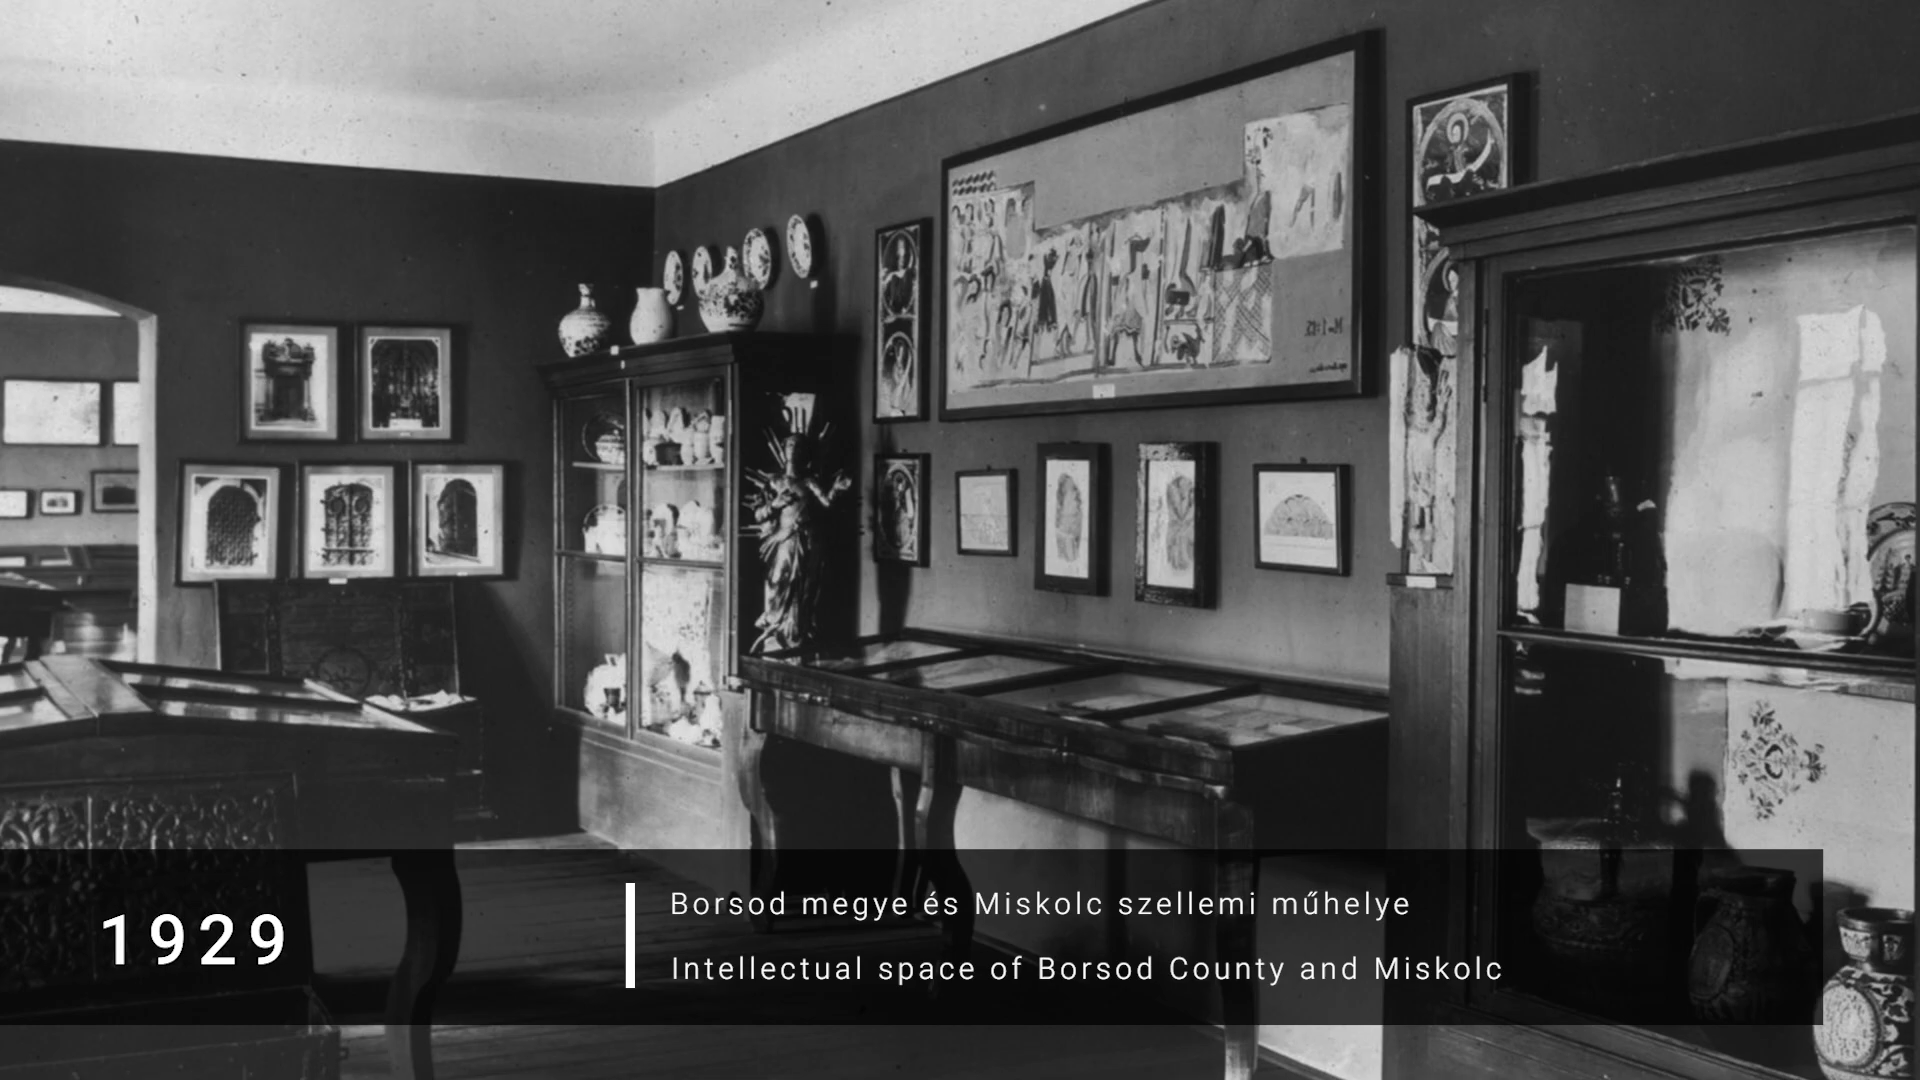 1929
Borsod megye és Miskolc szellemi műhelye
Intellectual space of Borsod County and Miskolc